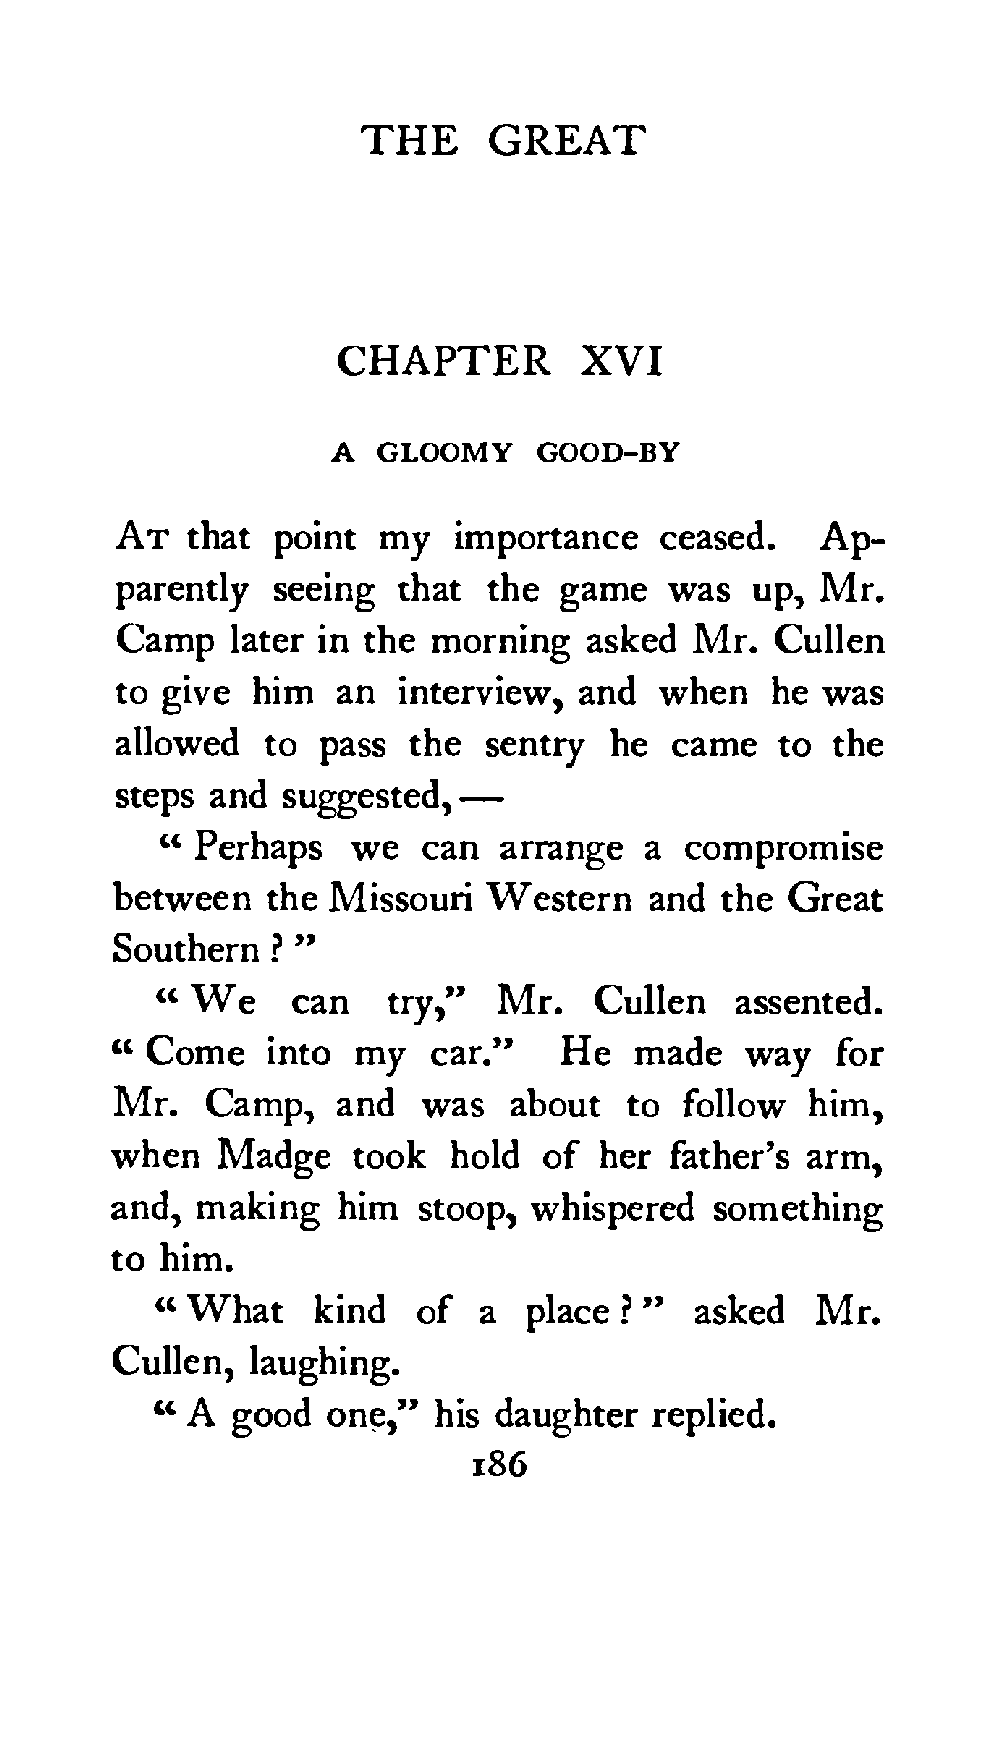 THE GREAT
CHAPTER XVI
A GLOOMY GOOD-BY
AT that point my importance ceased. Ap-
parently seeing that the game was up, Mr.
Camp later in the morning asked Mr. Cullen
to give him an interview, and when he was
allowed to pass the sentry he came to the
steps and suggested,—
“ Perhaps we can arrange a compromise
between the Missouri Western and the Great
Southern ? ”
“ We can try,” Mr. Cullen assented.
“ Come into my car.” He made way for
Mr. Camp, and was about to follow him,
when Madge took hold of her father’s arm,
and, making him stoop, whispered something
to him.
“ What kind of a place ? ” asked Mr.
Cullen, laughing.
“ A good one,” his daughter replied.
186